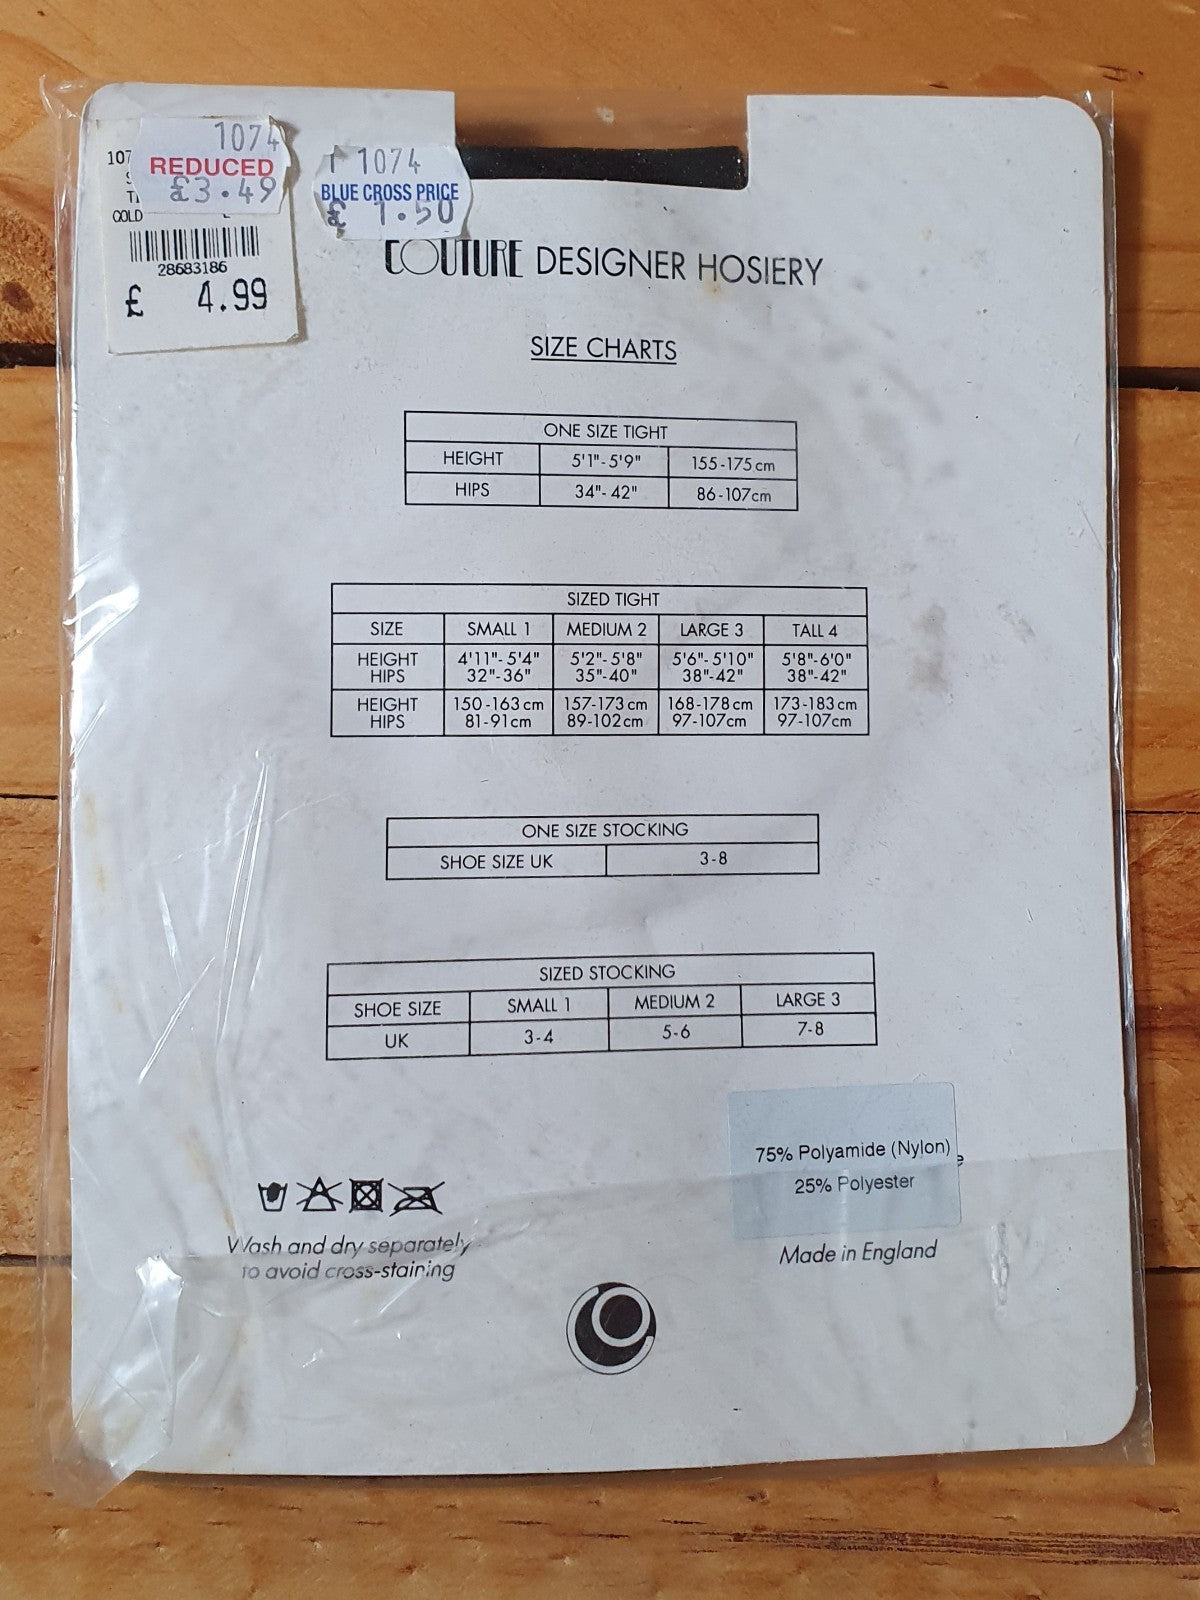 1074
REDUCED
£3.49
1074
BLUE CROSS PRICE
£ 1.50
107
GOLD
28683186
£ 4.99
COUTURE DESIGNER HOSIERY
SIZE CHARTS
ONE SIZE TIGHT
HEIGHT 5'1"-5'9" 155-175cm
HIPS 34"-42" 86-107cm
SIZED TIGHT
SIZE SMALL 1 MEDIUM 2 LARGE 3 TALL 4
HEIGHT 4'11"-5'4" 5'2"-5'8" 5'6"-5'10" 5'8"-6'0"
HIPS 32"-36" 35"-40" 38"-42" 38"-42"
HEIGHT 150-163cm 157-173cm 168-178cm 173-183cm
HIPS 81-91cm 89-102cm 97-107cm 97-107cm
ONE SIZE STOCKING
SHOE SIZE UK 3-8
SIZED STOCKING
SHOE SIZE SMALL 1 MEDIUM 2 LARGE 3
UK 3-4 5-6 7-8
75% Polyamide (Nylon)
25% Polyester
Wash and dry separately
to avoid cross-staining
Made in England